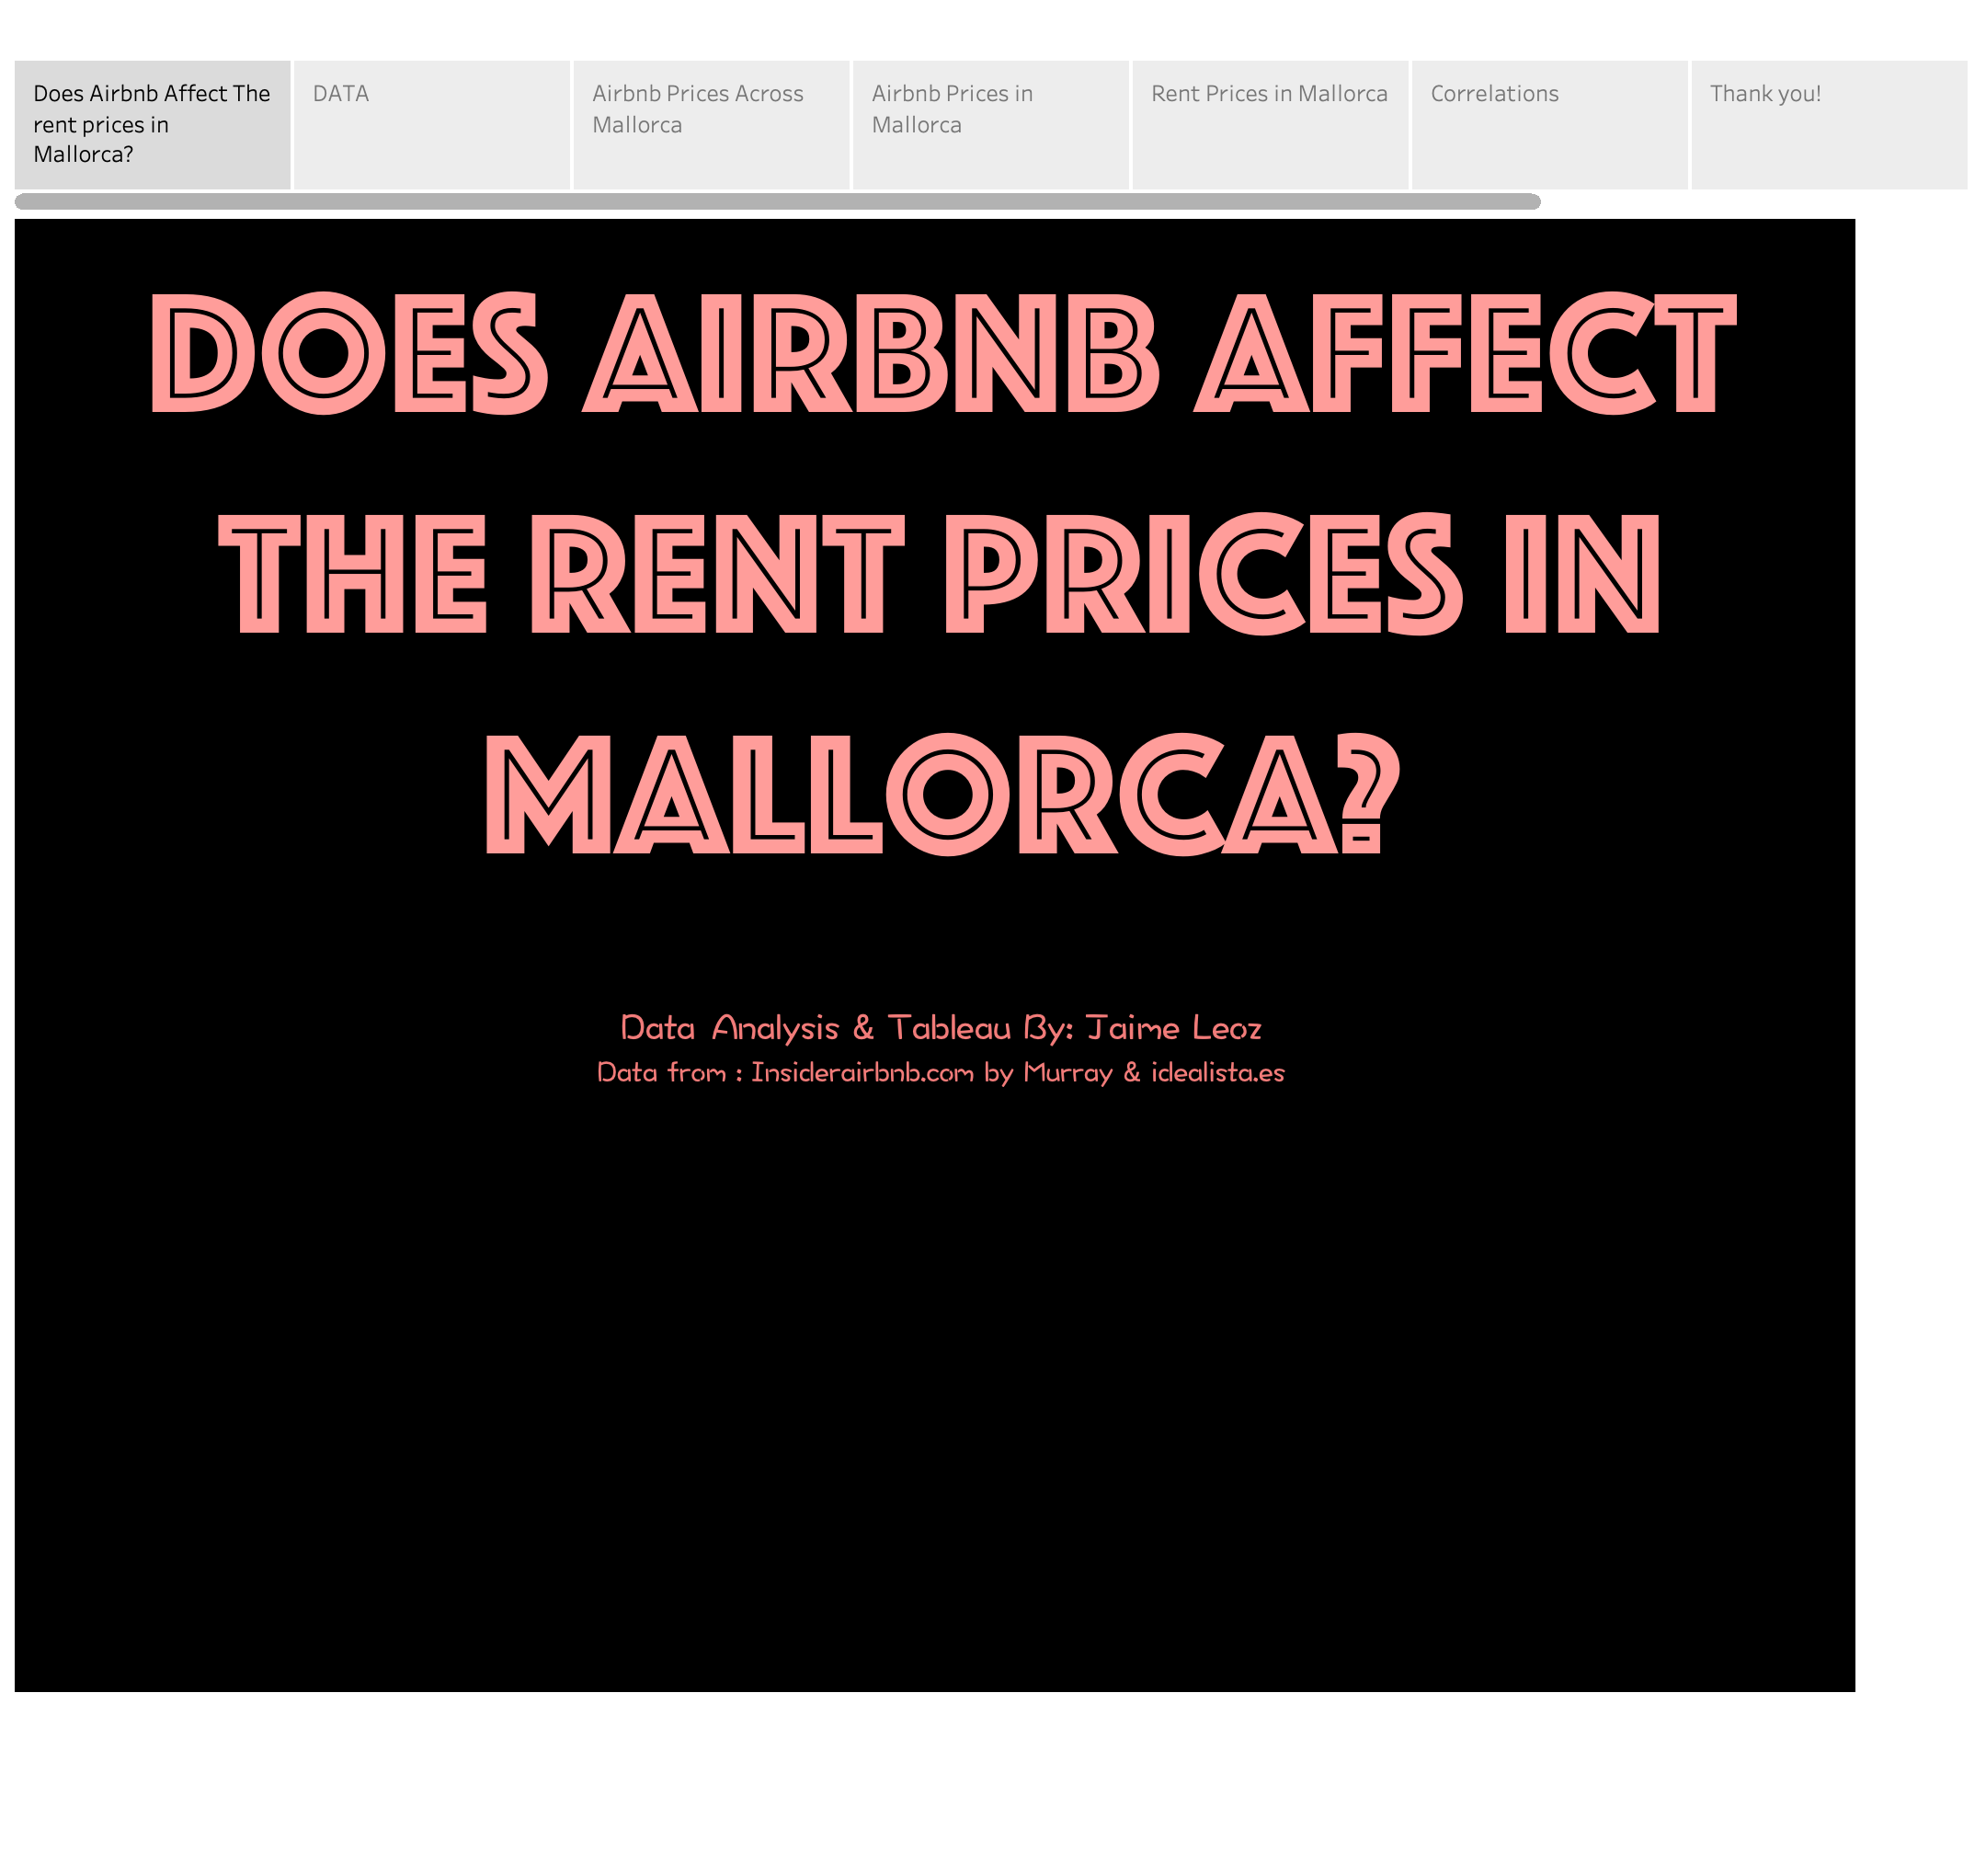 Does Airbnb Affect The
rent prices in
Mallorca?
DATA
Airbnb Prices Across
Mallorca
Airbnb Prices in
Mallorca
Rent Prices in Mallorca
Correlations
Thank you!
DOES AIRBNB AFFECT
THE RENT PRICES IN
MALLORCA?
Data Analysis & Tableau By: Jaime Leoz
Data from : Insiderairbnb.com by Murray & idealista.es